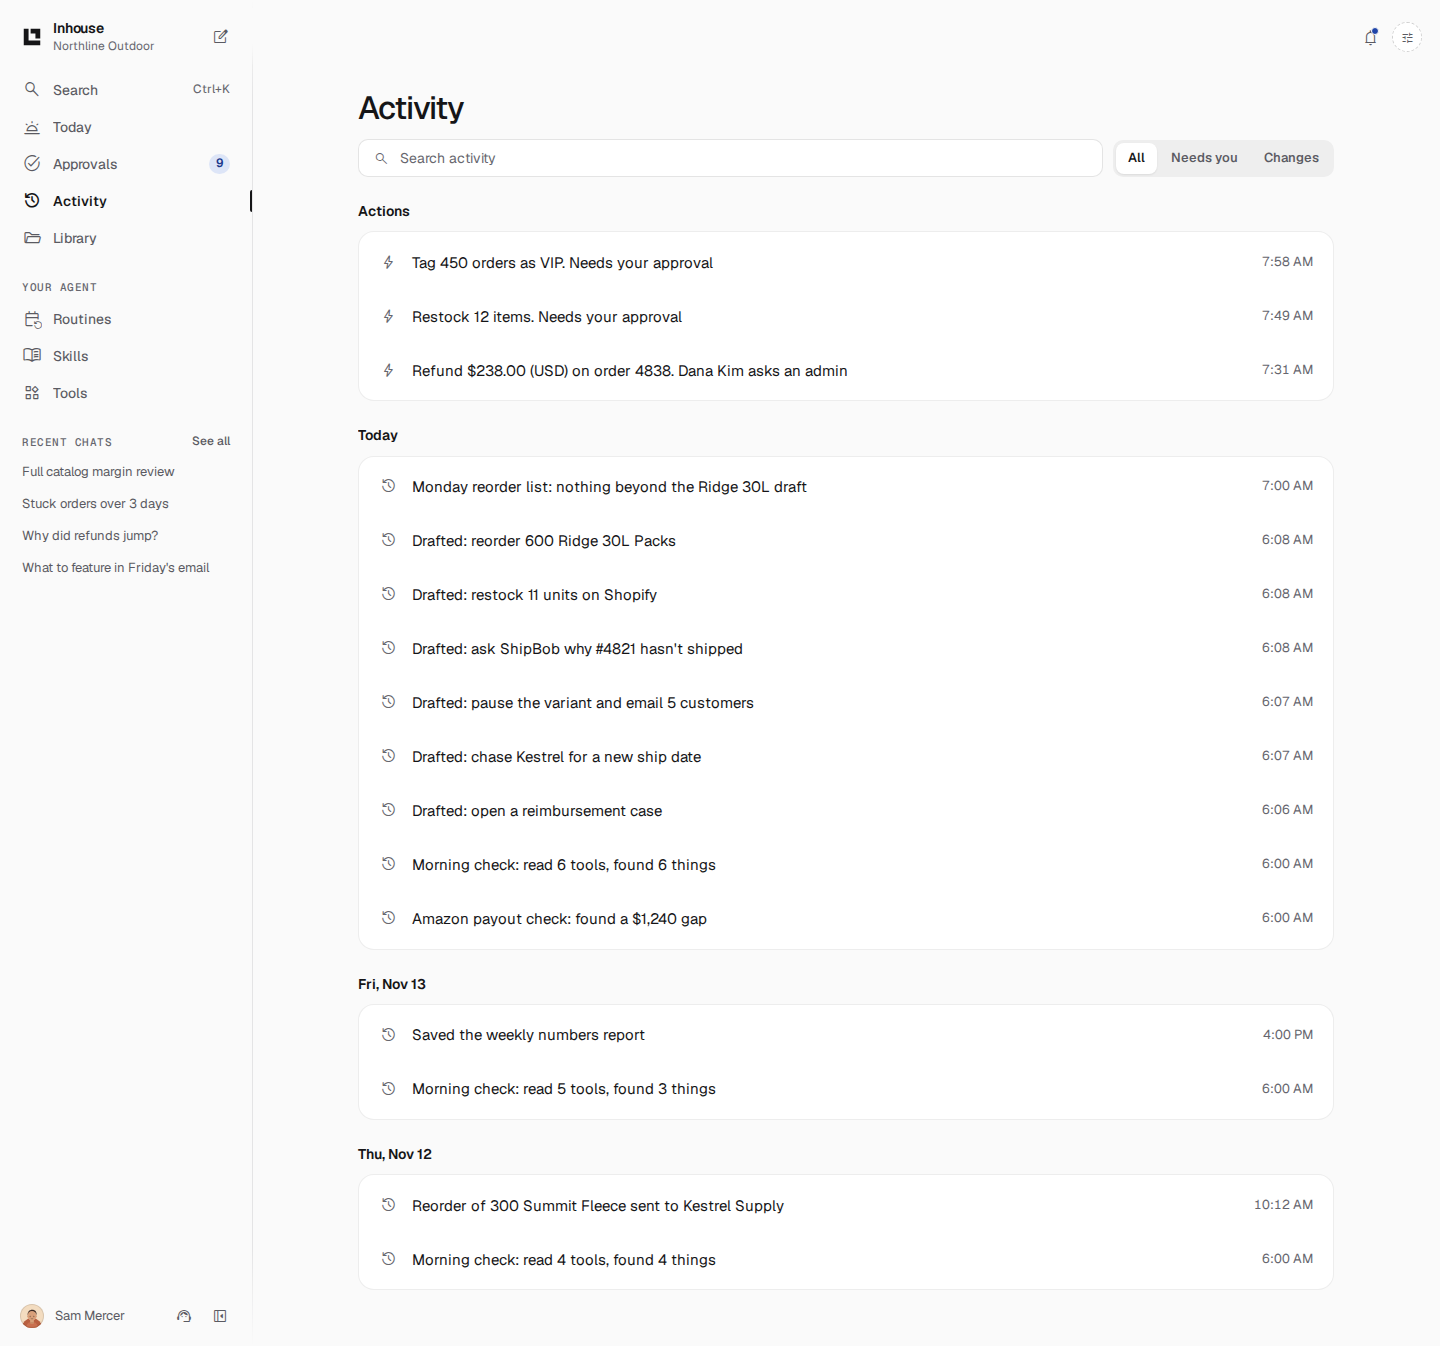 Inhouse
Northline Outdoor
Search Ctrl+K
Today
Approvals 9
Activity
Library
YOUR AGENT
Routines
Skills
Tools
RECENT CHATS See all
Full catalog margin review
Stuck orders over 3 days
Why did refunds jump?
What to feature in Friday's email
Sam Mercer
Activity
Search activity
All Needs you Changes
Actions
Tag 450 orders as VIP. Needs your approval 7:58 AM
Restock 12 items. Needs your approval 7:49 AM
Refund $238.00 (USD) on order 4838. Dana Kim asks an admin 7:31 AM
Today
Monday reorder list: nothing beyond the Ridge 30L draft 7:00 AM
Drafted: reorder 600 Ridge 30L Packs 6:08 AM
Drafted: restock 11 units on Shopify 6:08 AM
Drafted: ask ShipBob why #4821 hasn't shipped 6:08 AM
Drafted: pause the variant and email 5 customers 6:07 AM
Drafted: chase Kestrel for a new ship date 6:07 AM
Drafted: open a reimbursement case 6:06 AM
Morning check: read 6 tools, found 6 things 6:00 AM
Amazon payout check: found a $1,240 gap 6:00 AM
Fri, Nov 13
Saved the weekly numbers report 4:00 PM
Morning check: read 5 tools, found 3 things 6:00 AM
Thu, Nov 12
Reorder of 300 Summit Fleece sent to Kestrel Supply 10:12 AM
Morning check: read 4 tools, found 4 things 6:00 AM